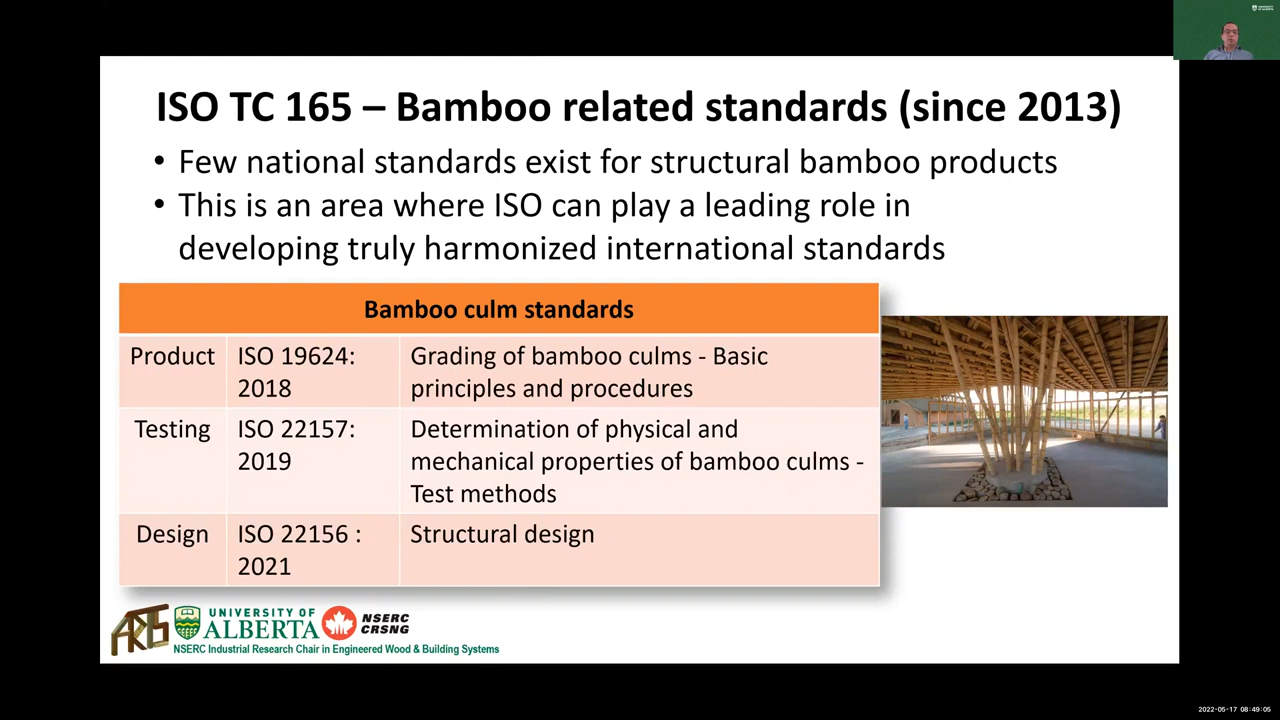 UNIVERSITY
OF ALBERTA
ISO TC 165 – Bamboo related standards (since 2013)
• Few national standards exist for structural bamboo products
• This is an area where ISO can play a leading role in
developing truly harmonized international standards
Bamboo culm standards
Product
ISO 19624:
2018
Grading of bamboo culms - Basic
principles and procedures
Testing
ISO 22157:
2019
Determination of physical and
mechanical properties of bamboo culms -
Test methods
Design
ISO 22156 :
2021
Structural design
UNIVERSITY OF
ALBERTA
NSERC
CRSNG
NSERC Industrial Research Chair in Engineered Wood & Building Systems
2022-05-17 08:49:05